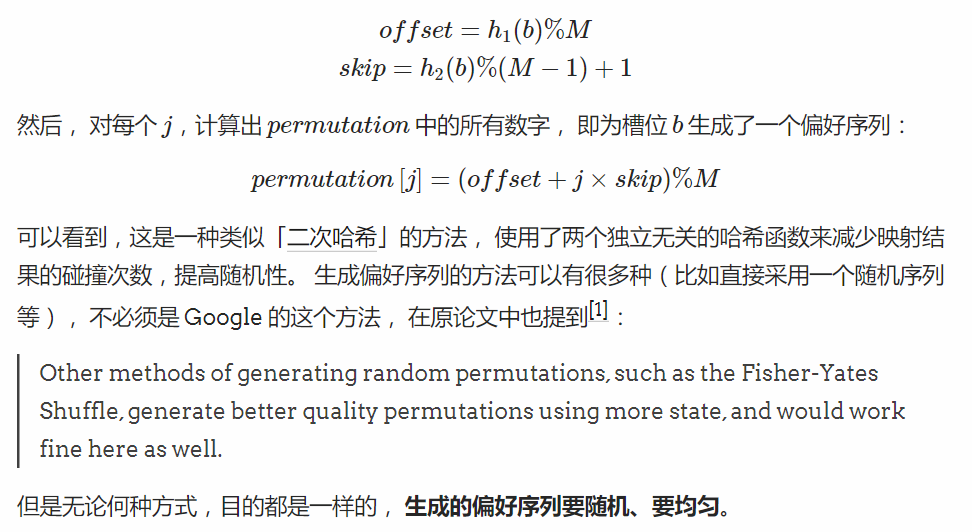 offset = h₁(b)%M
skip = h₂(b)%(M − 1) + 1
然后， 对每个 j，计算出 permutation 中的所有数字， 即为槽位 b 生成了一个偏好序列：
permutation [j] = (offset + j × skip)%M
可以看到，这是一种类似「二次哈希」的方法， 使用了两个独立无关的哈希函数来减少映射结
果的碰撞次数，提高随机性。 生成偏好序列的方法可以有很多种（比如直接采用一个随机序列
等）， 不必须是 Google 的这个方法， 在原论文中也提到[1]：
Other methods of generating random permutations, such as the Fisher-Yates
Shuffle, generate better quality permutations using more state, and would work
fine here as well.
但是无论何种方式，目的都是一样的， 生成的偏好序列要随机、要均匀。